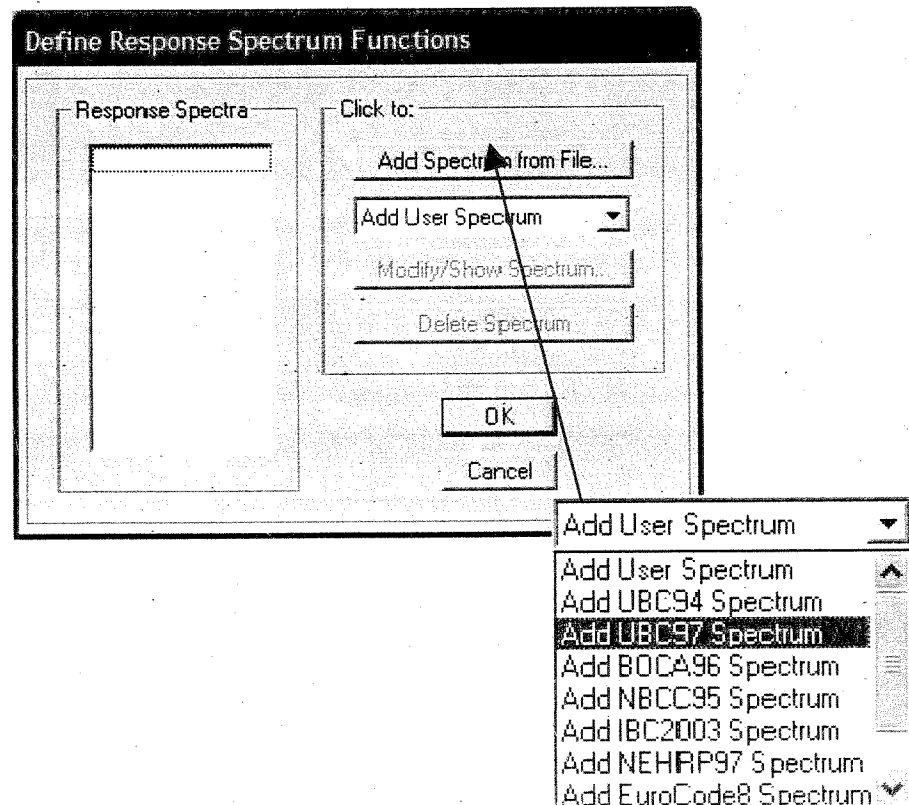 Define Response Spectrum Functions
Response Spectra
Click to:
Add Spectrum from File...
Add User Spectrum
Modify/Show Spectrum...
Delete Spectrum
OK
Cancel
Add User Spectrum
Add User Spectrum
Add UBC94 Spectrum
Add UBC97 Spectrum
Add BOCA96 Spectrum
Add NBCC95 Spectrum
Add IBC2003 Spectrum
Add NEHRP97 Spectrum
Add EuroCode8 Spectrum